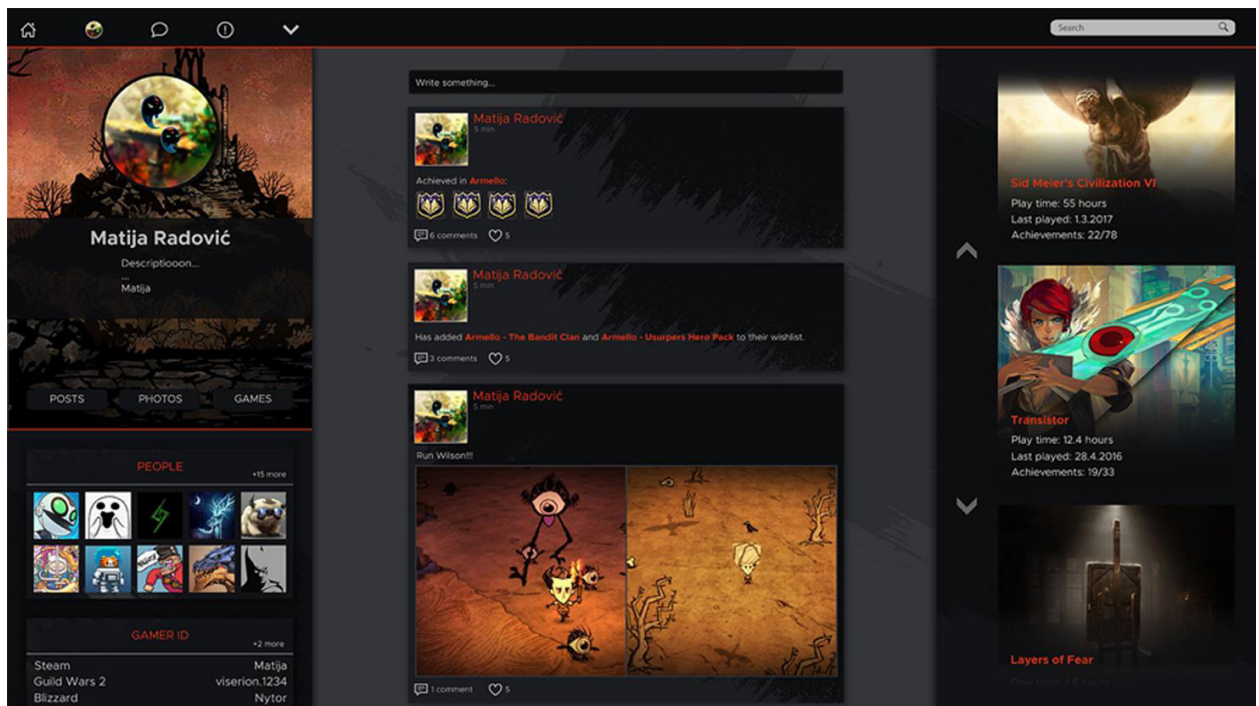 Search
Matija Radović
Descriptiooon...
...
Matija
POSTS PHOTOS GAMES
PEOPLE
+15 more
GAMER ID
+2 more
Steam Matija
Guild Wars 2 viserion.1234
Blizzard Nytor
Write something...
Matija Radović
5 min
Achieved in Armello:
6 comments 5
Matija Radović
5 min
Has added Armello - The Bandit Clan and Armello - Usurpers Hero Pack to their wishlist.
3 comments 5
Matija Radović
5 min
Run Wilson!!!
1 comment 5
Sid Meier's Civilization VI
Play time: 55 hours
Last played: 1.3.2017
Achievements: 22/78
Transistor
Play time: 12.4 hours
Last played: 28.4.2016
Achievements: 19/33
Layers of Fear
Play time: 4.5 hours